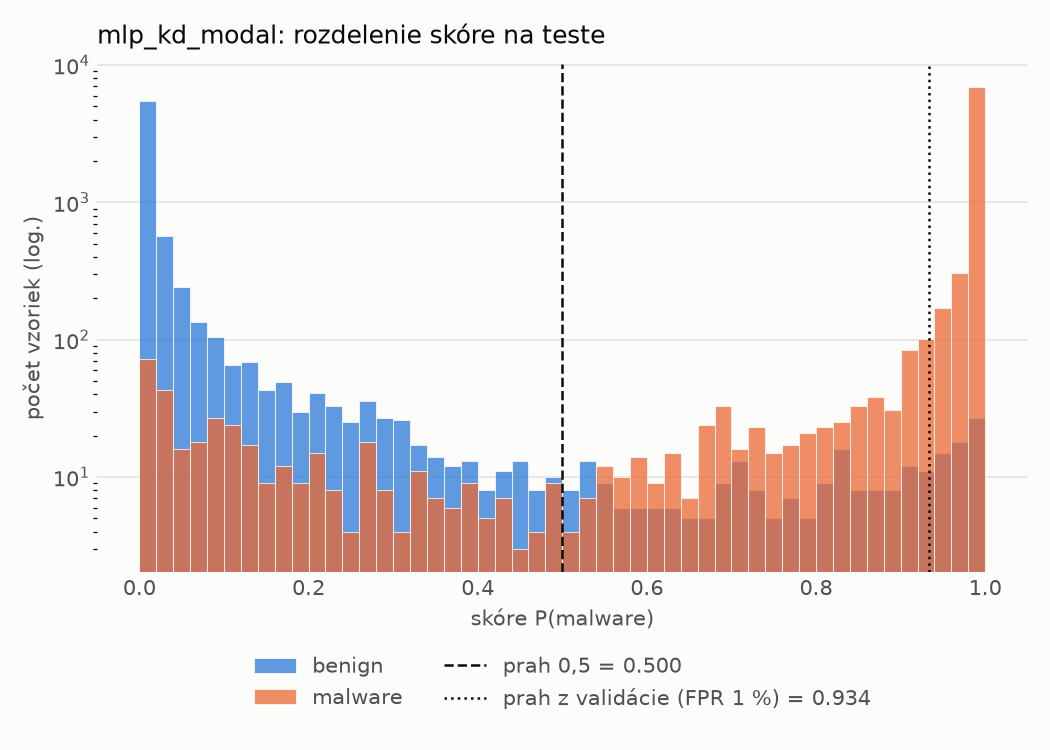 mlp_kd_modal: rozdelenie skóre na teste
10⁴
10³
10²
10¹
počet vzoriek (log.)
0.0 0.2 0.4 0.6 0.8 1.0
skóre P(malware)
benign
malware
prah 0,5 = 0.500
prah z validácie (FPR 1 %) = 0.934